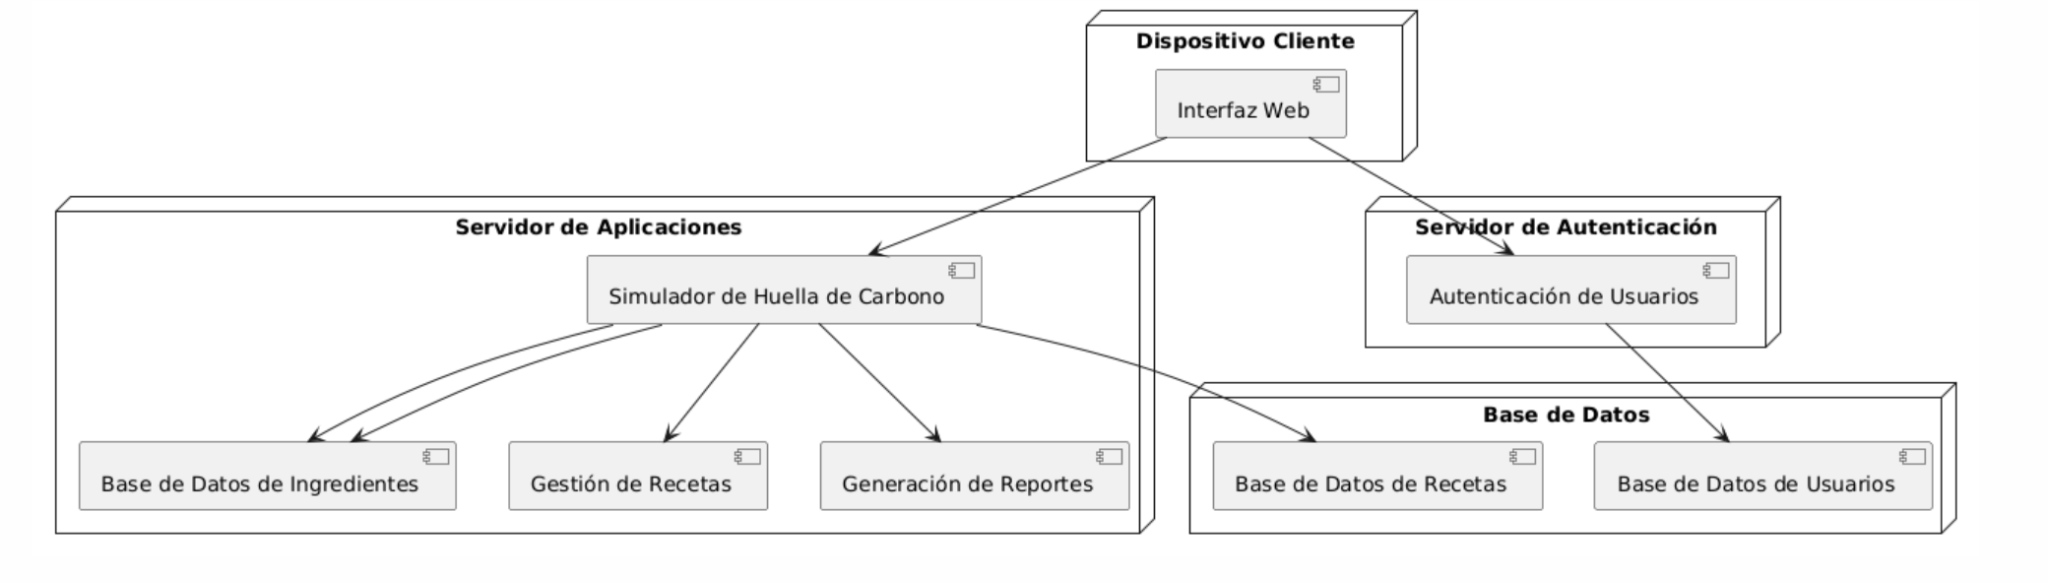 Dispositivo Cliente
Interfaz Web
Servidor de Aplicaciones
Servidor de Autenticación
Simulador de Huella de Carbono
Autenticación de Usuarios
Base de Datos
Base de Datos de Ingredientes
Gestión de Recetas
Generación de Reportes
Base de Datos de Recetas
Base de Datos de Usuarios